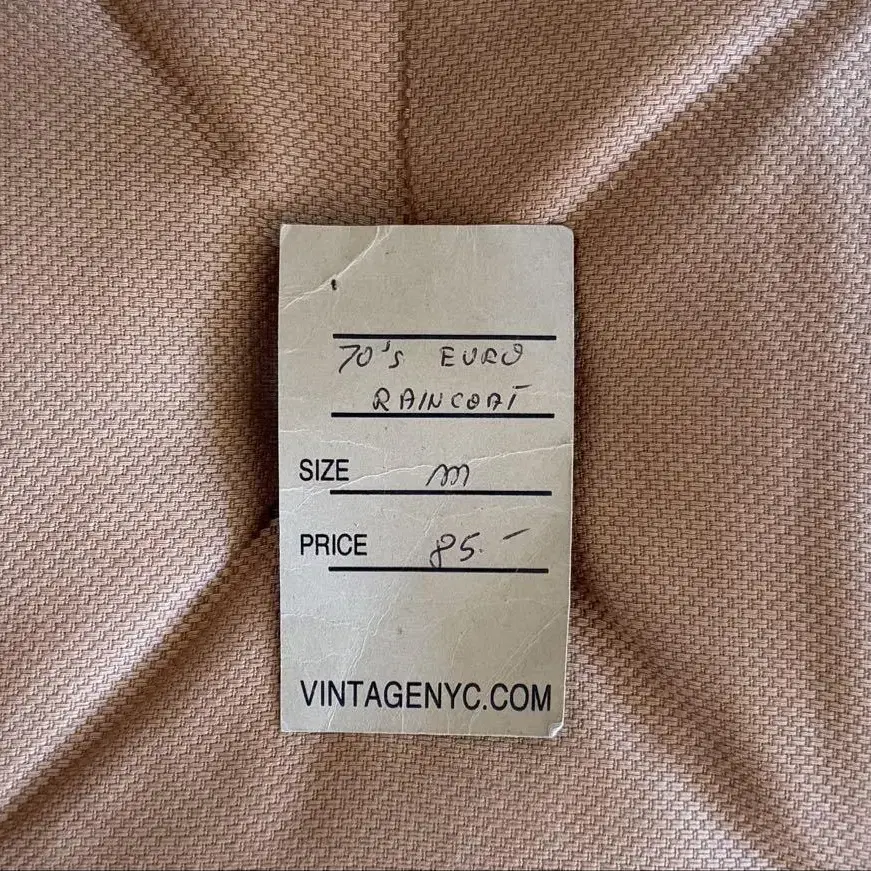 70's EURO
RAINCOAT
SIZE m
PRICE 85.-
VINTAGENYC.COM